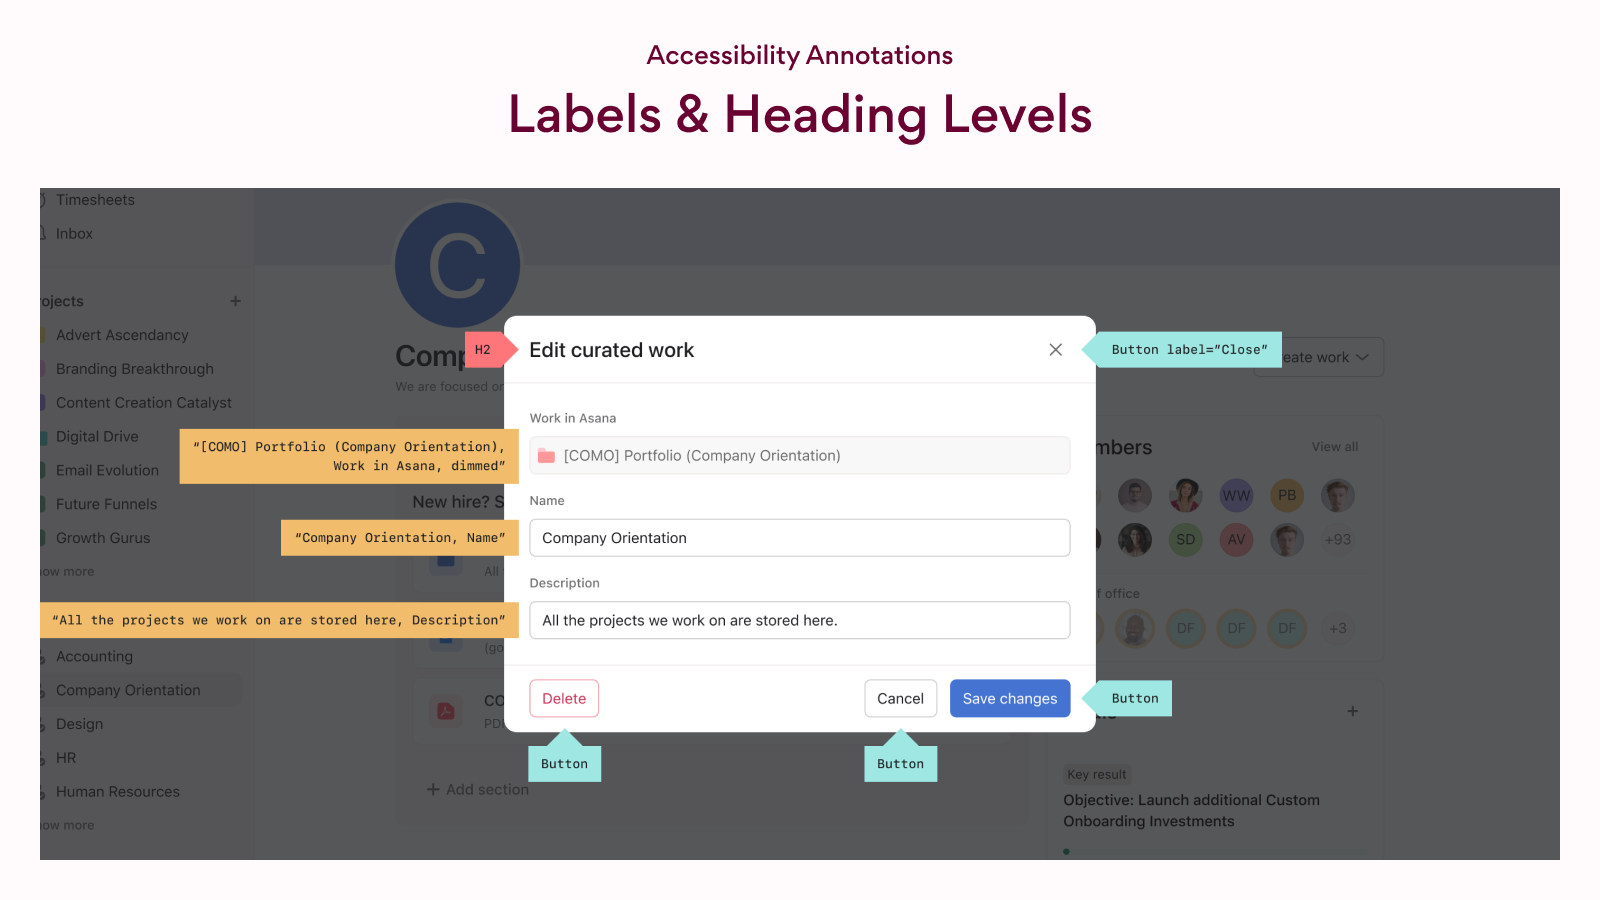 Accessibility Annotations
Labels & Heading Levels
Timesheets
Inbox
C
rojects
+
Advert Ascendancy
Branding Breakthrough
Content Creation Catalyst
Digital Drive
Email Evolution
Future Funnels
Growth Gurus
ow more
Accounting
Company Orientation
Design
HR
Human Resources
ow more
Comp
We are focused on
New hire? S
All
(go
CO
PD
+ Add section
H2
Edit curated work
Button label="Close"
eate work
Work in Asana
[COMO] Portfolio (Company Orientation)
"[COMO] Portfolio (Company Orientation),
Work in Asana, dimmed"
Name
Company Orientation
"Company Orientation, Name"
Description
All the projects we work on are stored here.
"All the projects we work on are stored here, Description"
Delete
Cancel
Save changes
Button
Button
Button
mbers
View all
WW
PB
SD
AV
+93
f office
DF
DF
DF
+3
+
Key result
Objective: Launch additional Custom
Onboarding Investments